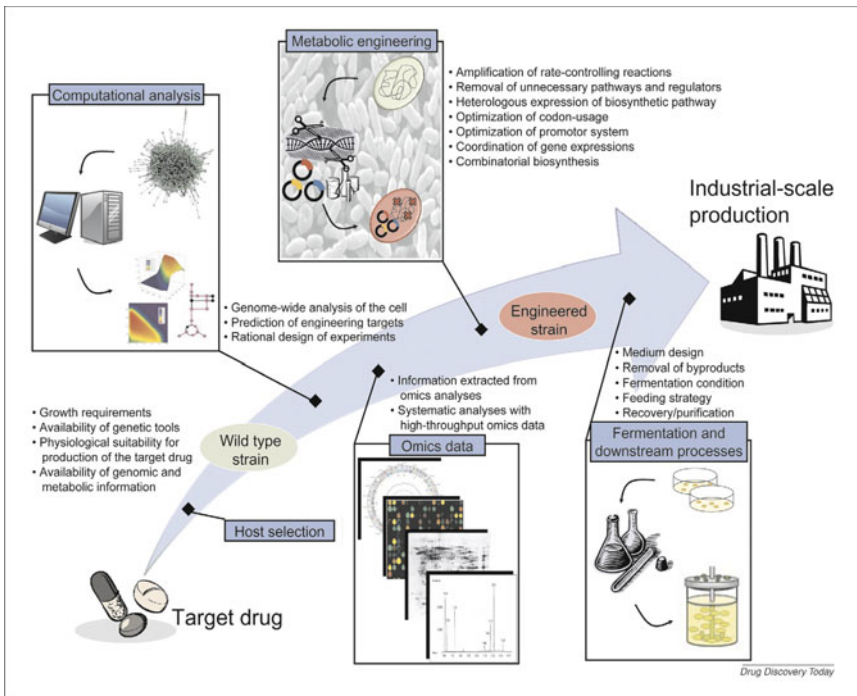 Metabolic engineering
• Amplification of rate-controlling reactions
• Removal of unnecessary pathways and regulators
• Heterologous expression of biosynthetic pathway
• Optimization of codon-usage
• Optimization of promotor system
• Coordination of gene expressions
• Combinatorial biosynthesis
Computational analysis
• Genome-wide analysis of the cell
• Prediction of engineering targets
• Rational design of experiments
Industrial-scale
production
Engineered
strain
• Medium design
• Removal of byproducts
• Fermentation condition
• Feeding strategy
• Recovery/purification
Fermentation and
downstream processes
• Information extracted from
omics analyses
• Systematic analyses with
high-throughput omics data
Omics data
• Growth requirements
• Availability of genetic tools
• Physiological suitability for
production of the target drug
• Availability of genomic and
metabolic information
Wild type
strain
Host selection
Target drug
Drug Discovery Today